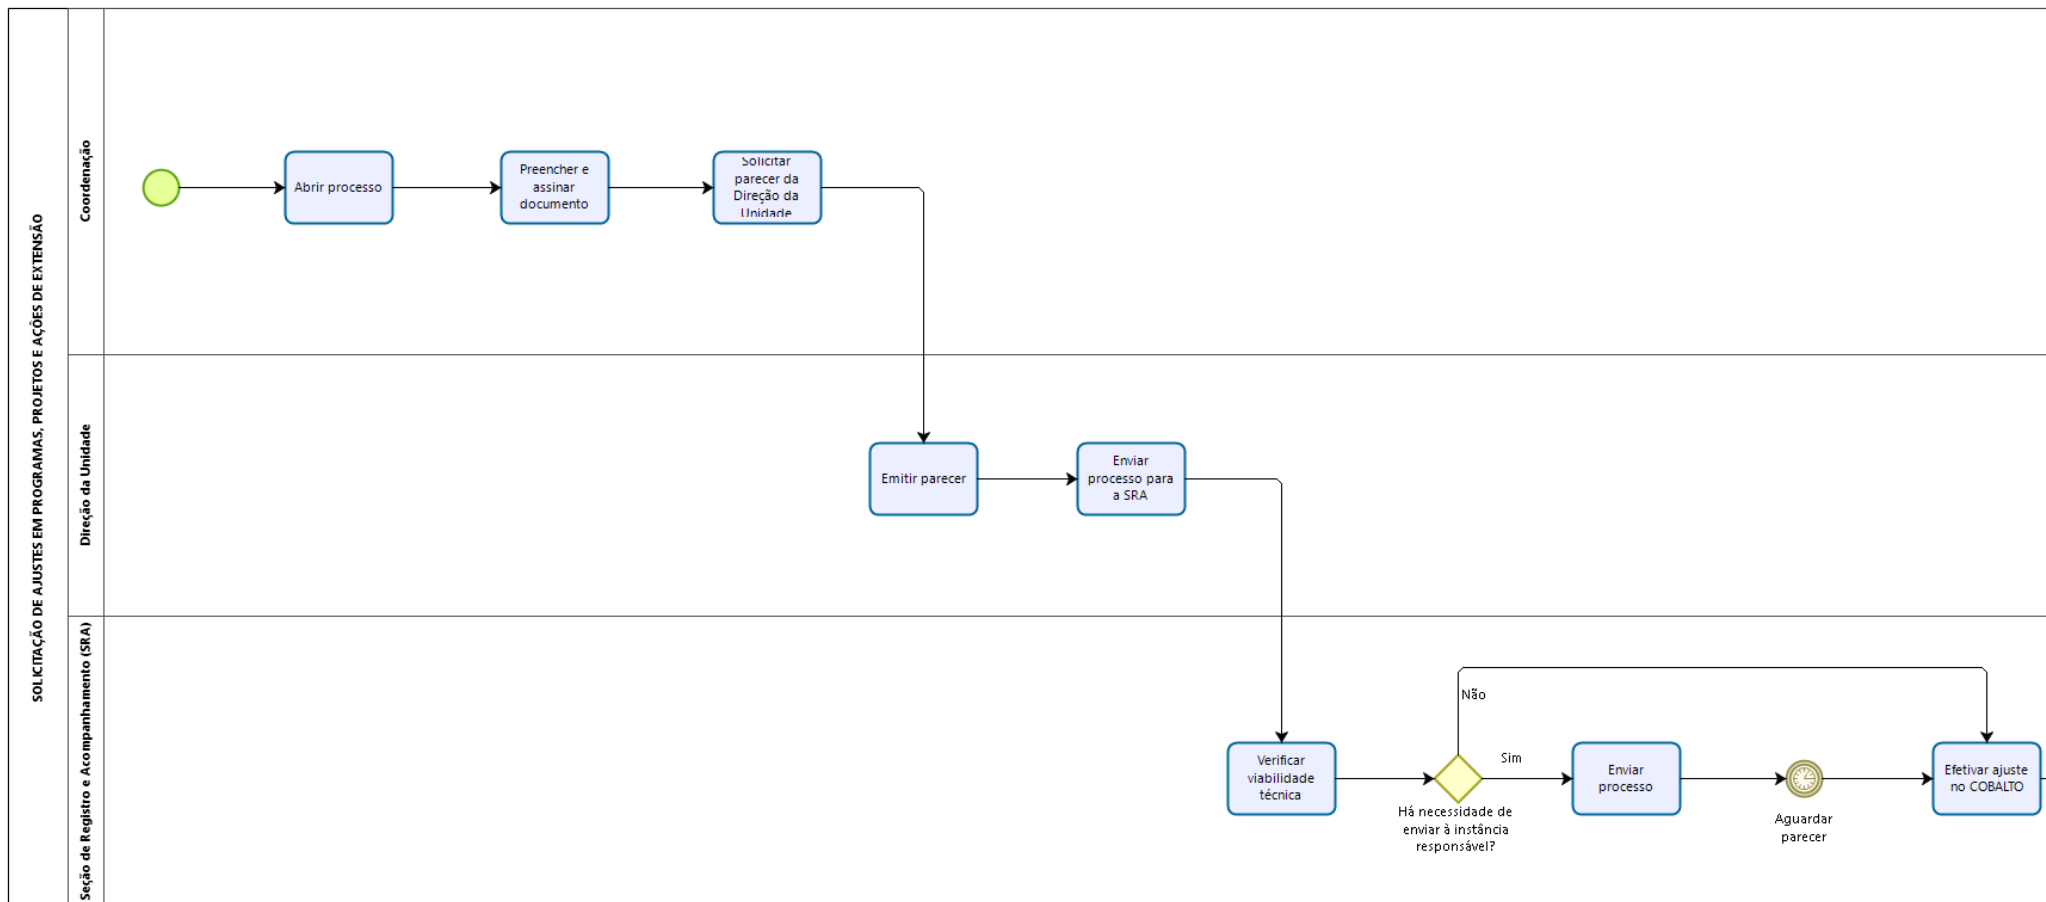 SOLICITAÇÃO DE AJUSTES EM PROGRAMAS, PROJETOS E AÇÕES DE EXTENSÃO
Coordenação
Abrir processo
Preencher e
assinar
documento
Solicitar
parecer da
Direção da
Unidade
Direção da Unidade
Emitir parecer
Enviar
processo para
a SRA
Seção de Registro e Acompanhamento (SRA)
Verificar
viabilidade
técnica
Há necessidade de
enviar à instância
responsável?
Não
Sim
Enviar
processo
Aguardar
parecer
Efetivar ajuste
no COBALTO